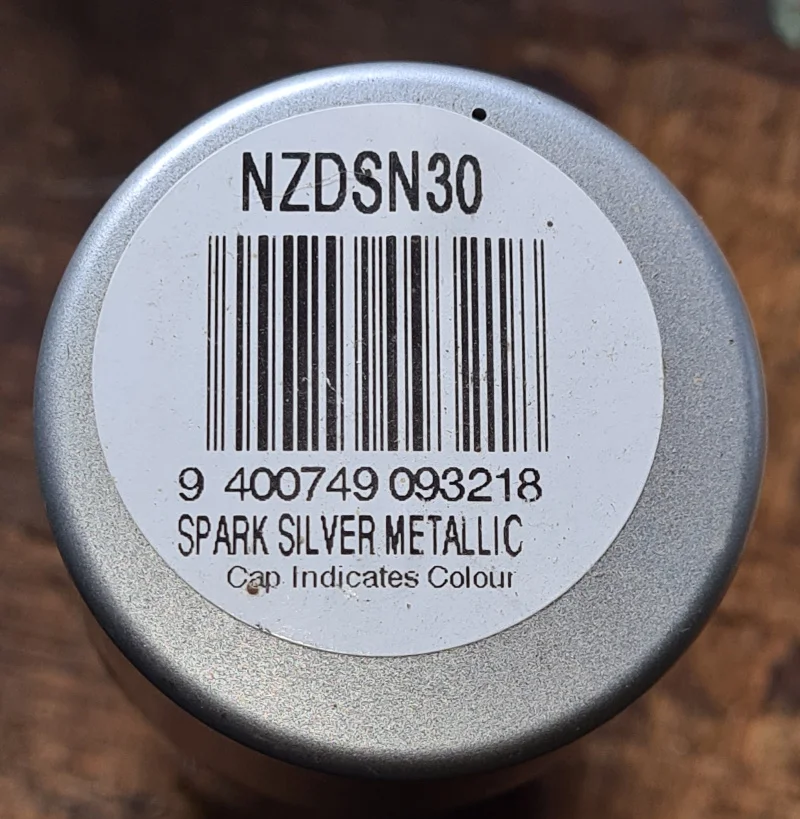 NZDSN30
9 400749 093218
SPARK SILVER METALLIC
Cap Indicates Colour